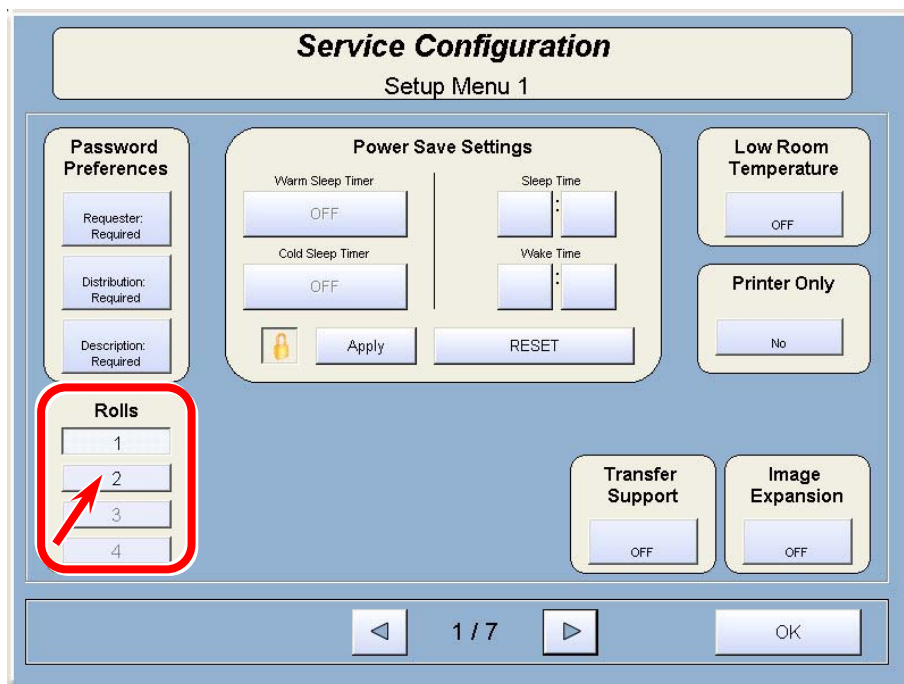 Service Configuration
Setup Menu 1
Password
Preferences
Requester:
Required
Distribution:
Required
Description:
Required
Power Save Settings
Warm Sleep Timer
OFF
Cold Sleep Timer
OFF
Sleep Time
:
Wake Time
:
Apply
RESET
Low Room
Temperature
OFF
Printer Only
No
Rolls
1
2
3
4
Transfer
Support
OFF
Image
Expansion
OFF
1 / 7
OK